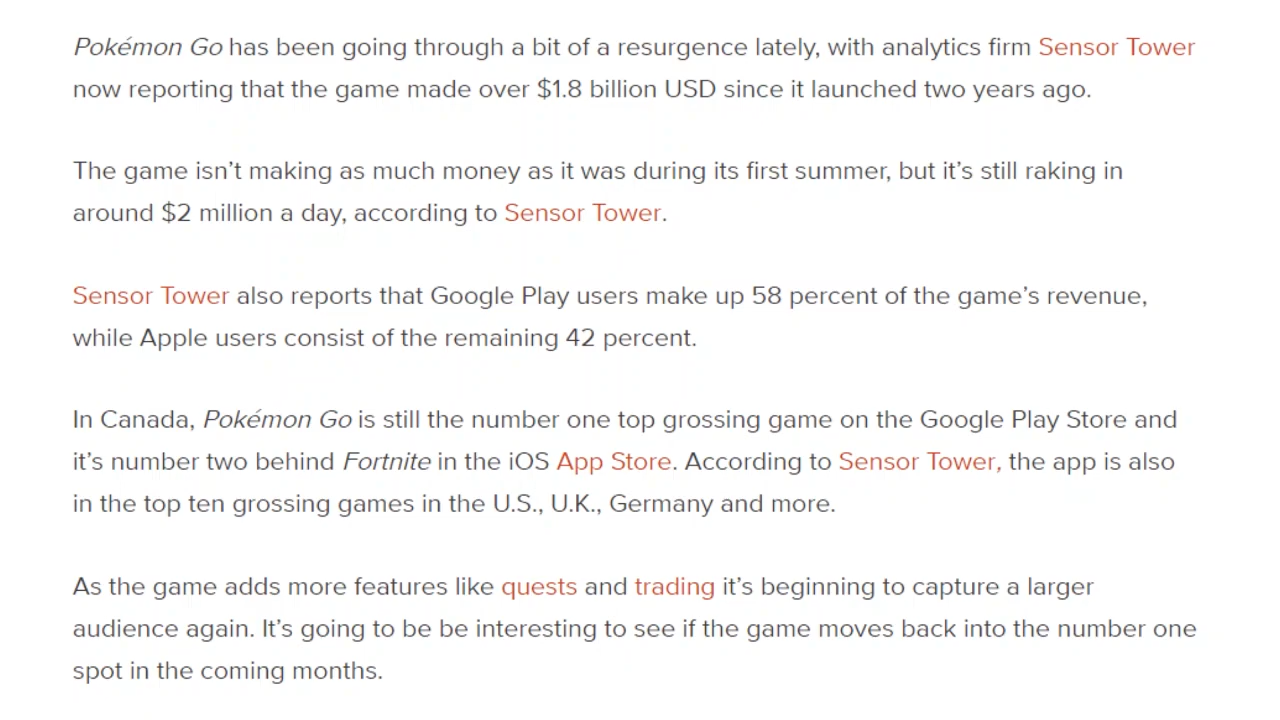 Pokémon Go has been going through a bit of a resurgence lately, with analytics firm Sensor Tower
now reporting that the game made over $1.8 billion USD since it launched two years ago.
The game isn’t making as much money as it was during its first summer, but it’s still raking in
around $2 million a day, according to Sensor Tower.
Sensor Tower also reports that Google Play users make up 58 percent of the game’s revenue,
while Apple users consist of the remaining 42 percent.
In Canada, Pokémon Go is still the number one top grossing game on the Google Play Store and
it’s number two behind Fortnite in the iOS App Store. According to Sensor Tower, the app is also
in the top ten grossing games in the U.S., U.K., Germany and more.
As the game adds more features like quests and trading it’s beginning to capture a larger
audience again. It’s going to be be interesting to see if the game moves back into the number one
spot in the coming months.